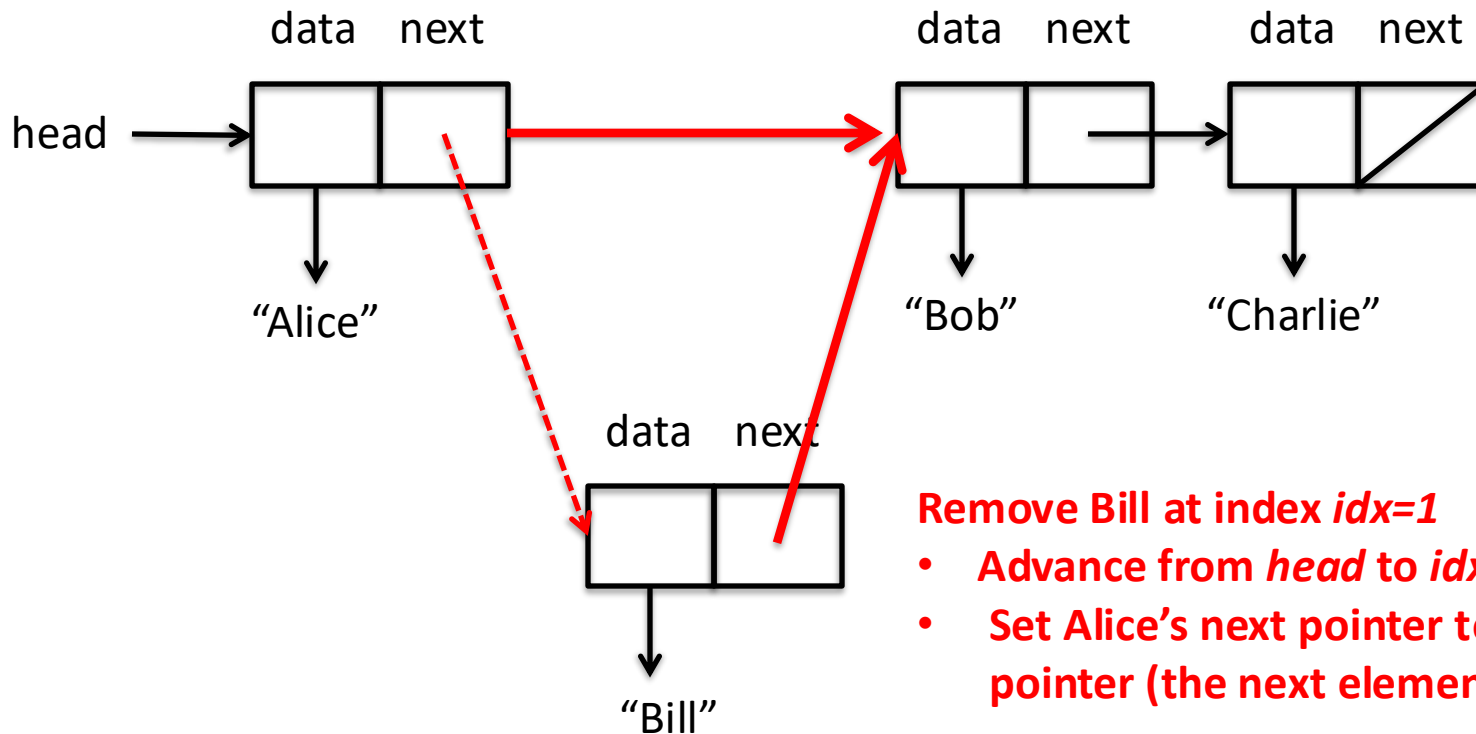 data next data next data next
head
“Alice” “Bob” “Charlie”
data next
Remove Bill at index idx=1
• Advance from head to idx
• Set Alice’s next pointer to
pointer (the next elemen
“Bill”